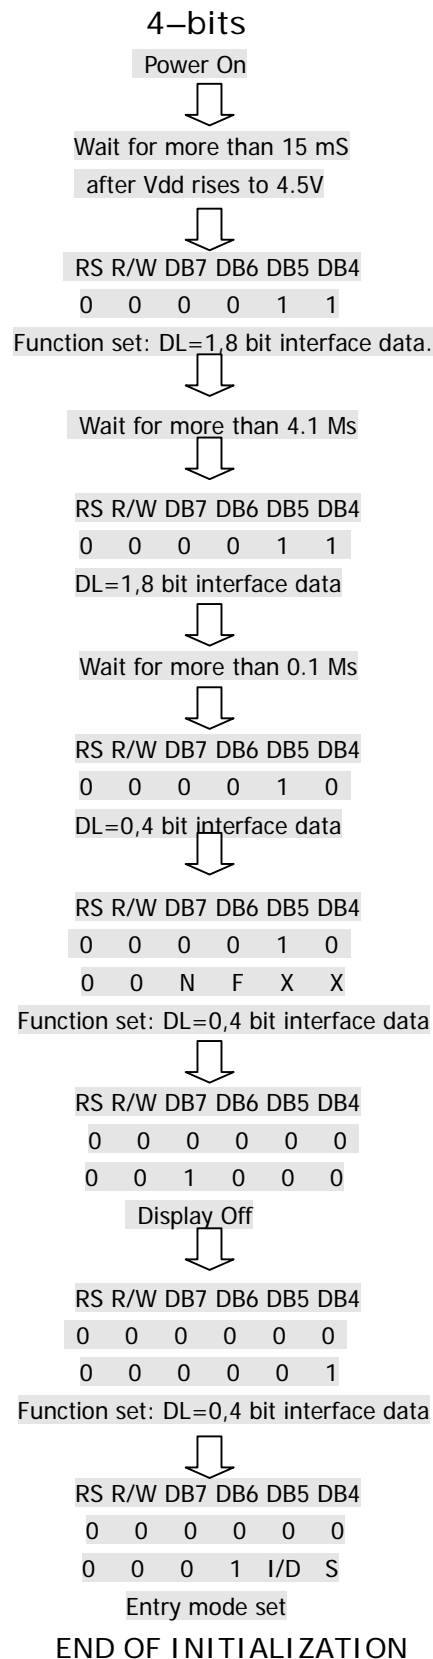 4–bits
Power On
Wait for more than 15 mS
after Vdd rises to 4.5V
RS R/W DB7 DB6 DB5 DB4
0 0 0 0 1 1
Function set: DL=1,8 bit interface data.
Wait for more than 4.1 Ms
RS R/W DB7 DB6 DB5 DB4
0 0 0 0 1 1
DL=1,8 bit interface data
Wait for more than 0.1 Ms
RS R/W DB7 DB6 DB5 DB4
0 0 0 0 1 0
DL=0,4 bit interface data
RS R/W DB7 DB6 DB5 DB4
0 0 0 0 1 0
0 0 N F X X
Function set: DL=0,4 bit interface data
RS R/W DB7 DB6 DB5 DB4
0 0 0 0 0 0
0 0 1 0 0 0
Display Off
RS R/W DB7 DB6 DB5 DB4
0 0 0 0 0 0
0 0 0 0 0 1
Function set: DL=0,4 bit interface data
RS R/W DB7 DB6 DB5 DB4
0 0 0 0 0 0
0 0 0 1 I/D S
Entry mode set
END OF INITIALIZATION